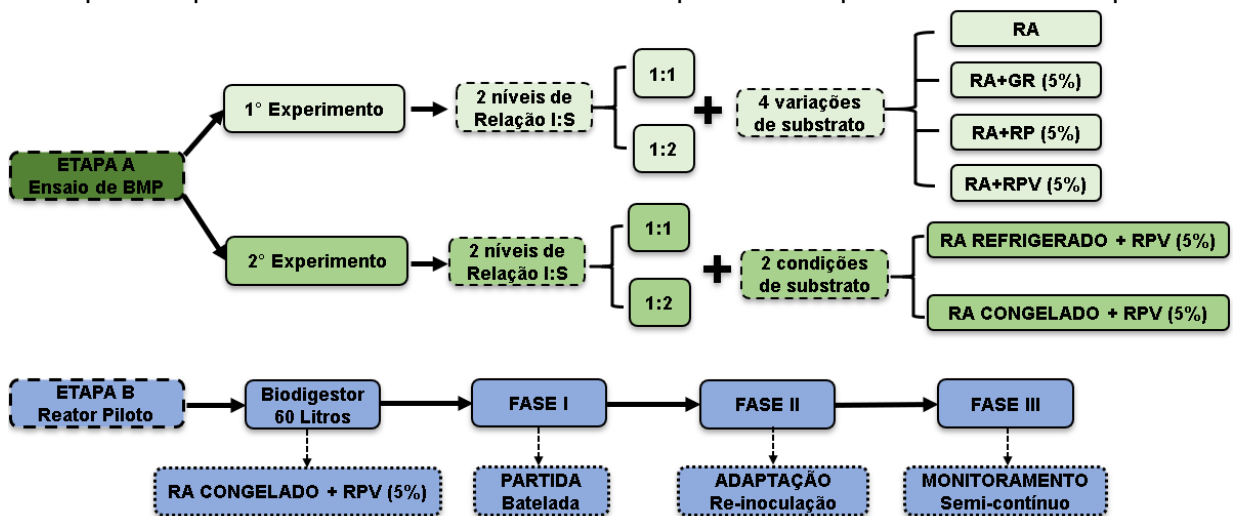 RA
1:1
RA+GR (5%)
1° Experimento
2 níveis de
Relação I:S
4 variações
de substrato
RA+RP (5%)
1:2
ETAPA A
Ensaio de BMP
RA+RPV (5%)
1:1
RA REFRIGERADO + RPV (5%)
2° Experimento
2 níveis de
Relação I:S
2 condições
de substrato
1:2
RA CONGELADO + RPV (5%)
ETAPA B
Reator Piloto
Biodigestor
60 Litros
FASE I
FASE II
FASE III
RA CONGELADO + RPV (5%)
PARTIDA
Batelada
ADAPTAÇÃO
Re-inoculação
MONITORAMENTO
Semi-contínuo